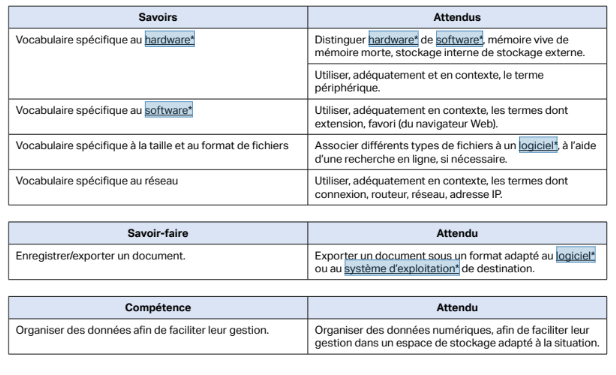 Savoirs
Attendus
Vocabulaire spécifique au hardware*
Distinguer hardware* de software*, mémoire vive de
mémoire morte, stockage interne de stockage externe.
Utiliser, adéquatement et en contexte, le terme
périphérique.
Vocabulaire spécifique au software*
Utiliser, adéquatement en contexte, les termes dont
extension, favori (du navigateur Web).
Vocabulaire spécifique à la taille et au format de fichiers
Associer différents types de fichiers à un logiciel*, à l'aide
d'une recherche en ligne, si nécessaire.
Vocabulaire spécifique au réseau
Utiliser, adéquatement en contexte, les termes dont
connexion, routeur, réseau, adresse IP.
Savoir-faire
Attendu
Enregistrer/exporter un document.
Exporter un document sous un format adapté au logiciel*
ou au système d'exploitation* de destination.
Compétence
Attendu
Organiser des données afin de faciliter leur gestion.
Organiser des données numériques, afin de faciliter leur
gestion dans un espace de stockage adapté à la situation.